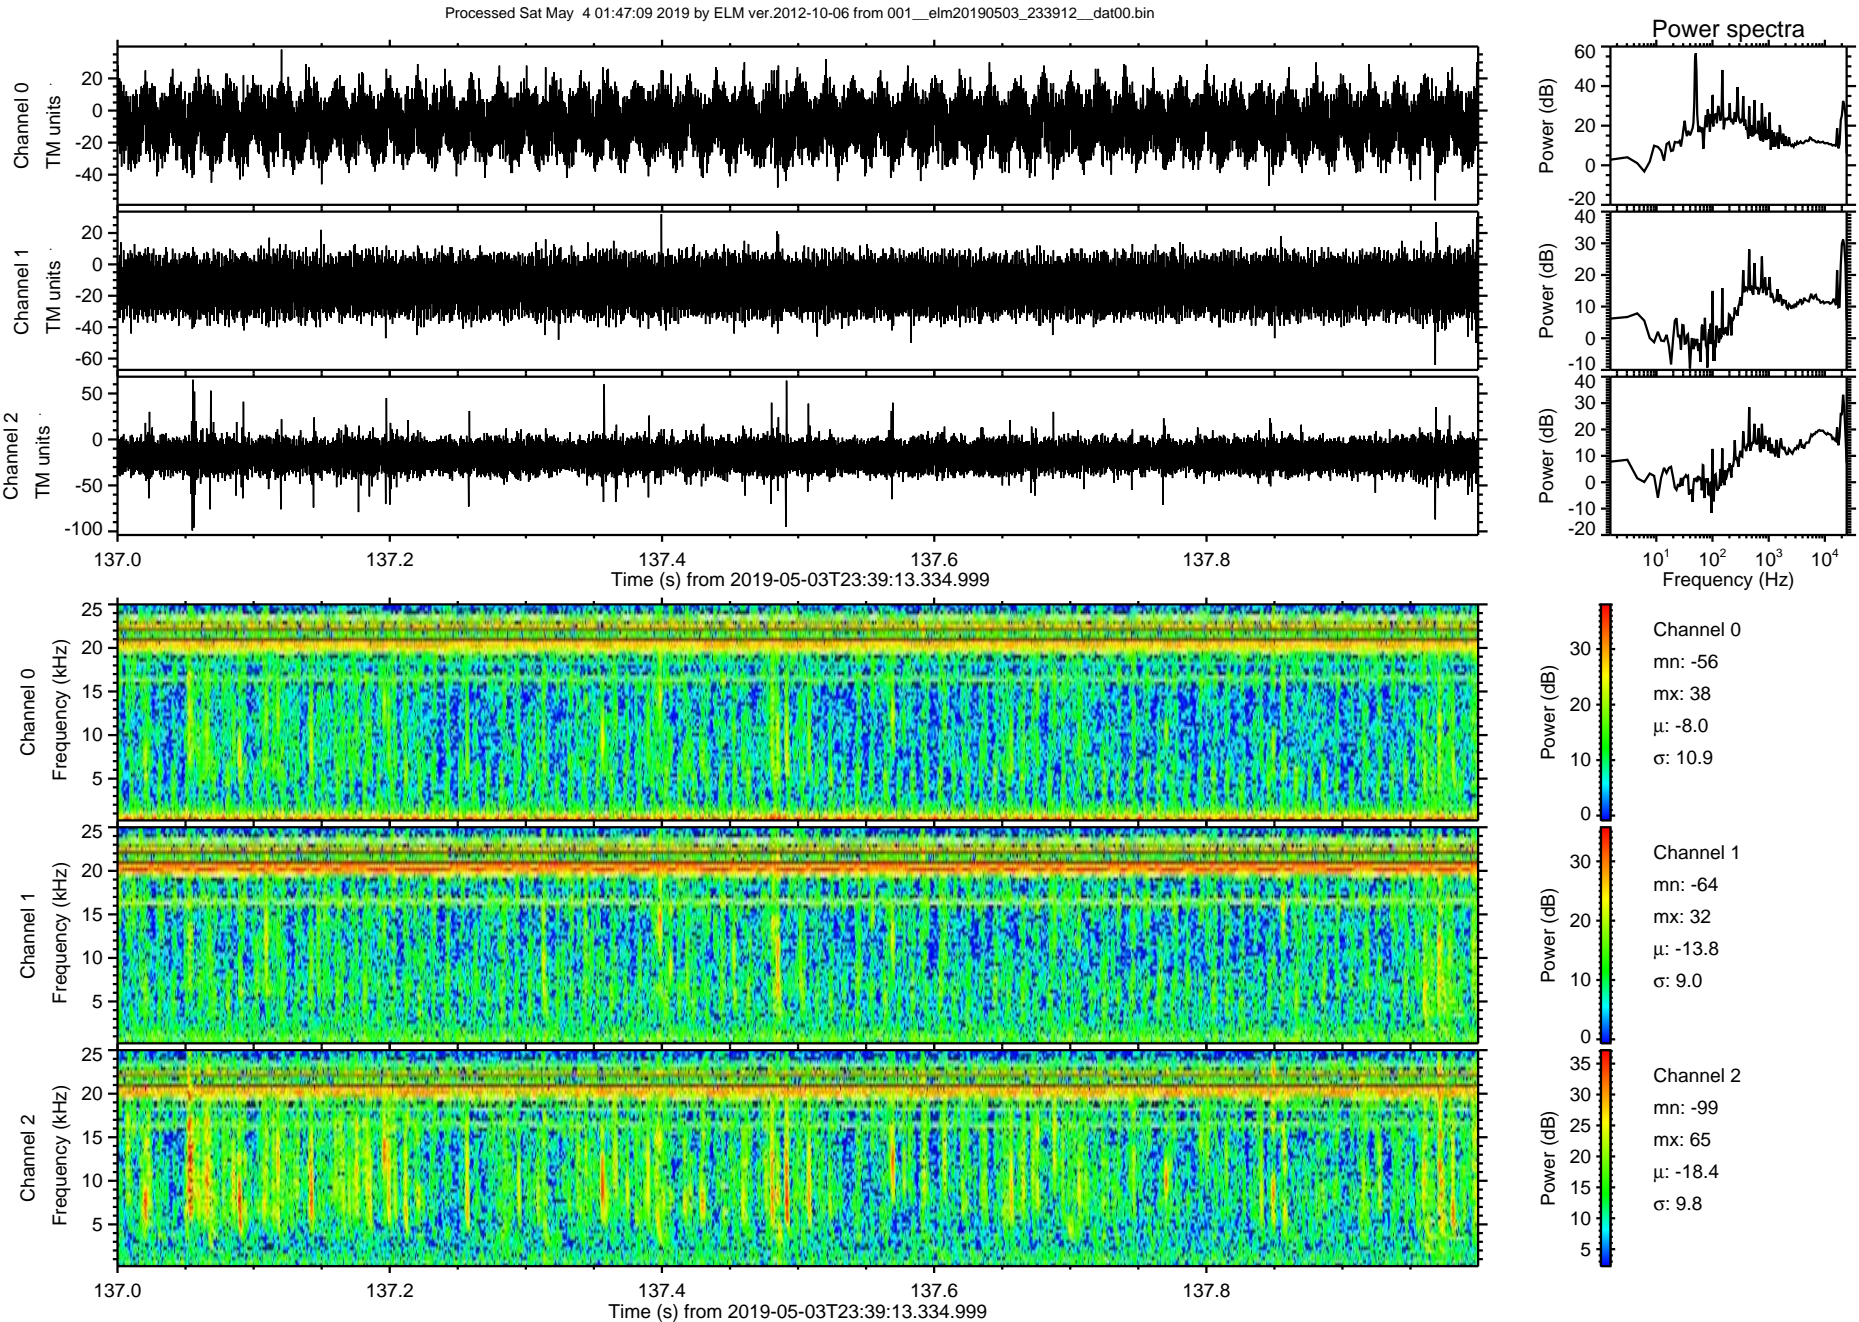 Processed Sat May 4 01:47:09 2019 by ELM ver.2012-10-06 from 001__elm20190503_233912__dat00.bin
Power spectra
Channel 0
TM units
20
0
-20
-40
Power (dB)
60
40
20
0
-20
Channel 1
TM units
20
0
-20
-40
-60
Power (dB)
40
30
20
10
0
-10
Channel 2
TM units
50
0
-50
-100
Power (dB)
40
30
20
10
0
-10
-20
137.0 137.2 137.4 137.6 137.8
Time (s) from 2019-05-03T23:39:13.334.999
10^1 10^2 10^3 10^4
Frequency (Hz)
Channel 0
Frequency (kHz)
25
20
15
10
5
Power (dB)
30
20
10
0
Channel 0
mn: -56
mx: 38
μ: -8.0
σ: 10.9
Channel 1
Frequency (kHz)
25
20
15
10
5
Power (dB)
30
20
10
0
Channel 1
mn: -64
mx: 32
μ: -13.8
σ: 9.0
Channel 2
Frequency (kHz)
25
20
15
10
5
Power (dB)
35
30
25
20
15
10
5
Channel 2
mn: -99
mx: 65
μ: -18.4
σ: 9.8
137.0 137.2 137.4 137.6 137.8
Time (s) from 2019-05-03T23:39:13.334.999